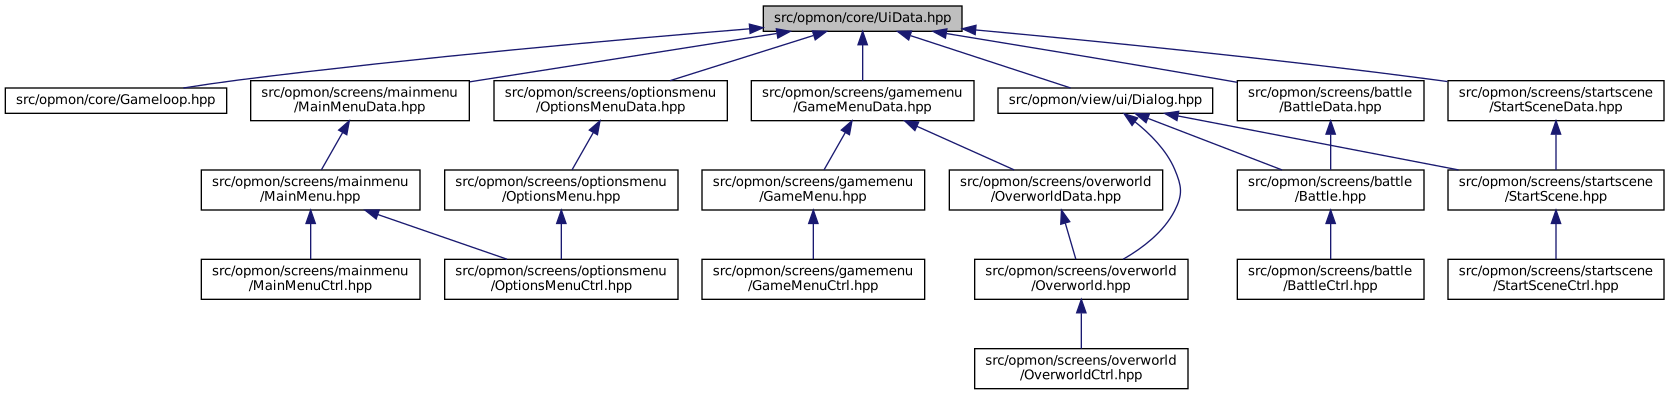 src/opmon/core/UiData.hpp
src/opmon/core/Gameloop.hpp
src/opmon/screens/mainmenu
/MainMenuData.hpp
src/opmon/screens/optionsmenu
/OptionsMenuData.hpp
src/opmon/screens/gamemenu
/GameMenuData.hpp
src/opmon/view/ui/Dialog.hpp
src/opmon/screens/battle
/BattleData.hpp
src/opmon/screens/startscene
/StartSceneData.hpp
src/opmon/screens/mainmenu
/MainMenu.hpp
src/opmon/screens/optionsmenu
/OptionsMenu.hpp
src/opmon/screens/gamemenu
/GameMenu.hpp
src/opmon/screens/overworld
/OverworldData.hpp
src/opmon/screens/battle
/Battle.hpp
src/opmon/screens/startscene
/StartScene.hpp
src/opmon/screens/mainmenu
/MainMenuCtrl.hpp
src/opmon/screens/optionsmenu
/OptionsMenuCtrl.hpp
src/opmon/screens/gamemenu
/GameMenuCtrl.hpp
src/opmon/screens/overworld
/Overworld.hpp
src/opmon/screens/battle
/BattleCtrl.hpp
src/opmon/screens/startscene
/StartSceneCtrl.hpp
src/opmon/screens/overworld
/OverworldCtrl.hpp